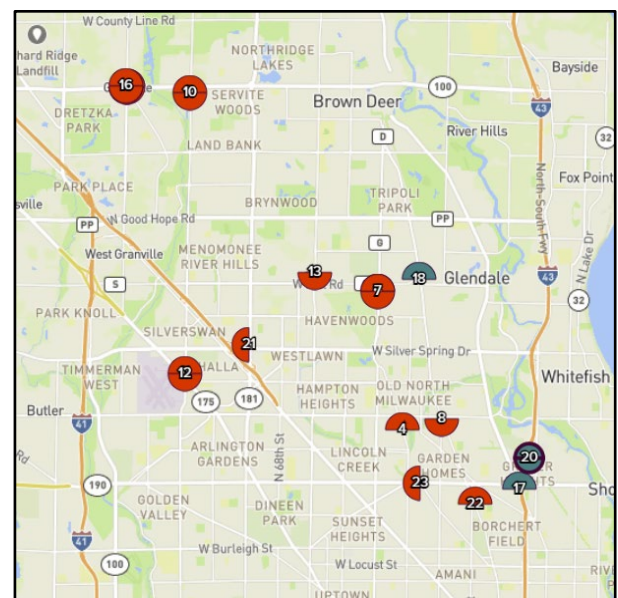 W County Line Rd
hard Ridge
Landfill
NORTHRIDGE
LAKES
Bayside
16
10
SERVITE
WOODS
100
Brown Deer
43
DRETZKA
PARK
D
River Hills
32
LAND BANK
North-South Fwy
Fox Point
PARK PLACE
TRIPOLI
PARK
sville
BRYNWOOD
PP
N Good Hope Rd
PP
G
West Granville
MENOMONEE
RIVER HILLS
N Lake Dr
13
18
Glendale
43
S
Rd
7
32
PARK KNOLL
HAVENWOODS
SILVERSWAN
21
WESTLAWN
W Silver Spring Dr
TIMMERMAN
WEST
12
HALLA
HAMPTON
HEIGHTS
OLD NORTH
MILWAUKEE
Whitefish
175
181
Butler
41
4
8
ARLINGTON
GARDENS
N 68th St
LINCOLN
CREEK
GARDEN
HOMES
20
Rd
190
23
17
Sho
GOLDEN
VALLEY
DINEEN
PARK
22
SUNSET
HEIGHTS
BORCHERT
FIELD
41
W Burleigh St
100
W Locust St
AMANI
RIVE
UPTOWN